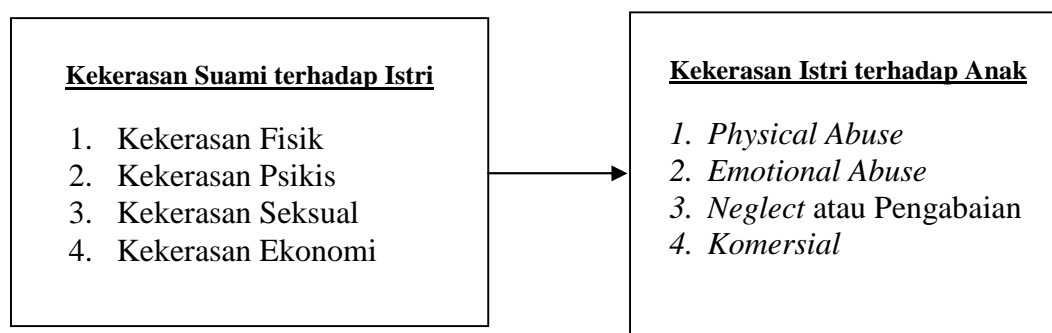 Kekerasan Suami terhadap Istri
1. Kekerasan Fisik
2. Kekerasan Psikis
3. Kekerasan Seksual
4. Kekerasan Ekonomi
Kekerasan Istri terhadap Anak
1. Physical Abuse
2. Emotional Abuse
3. Neglect atau Pengabaian
4. Komersial